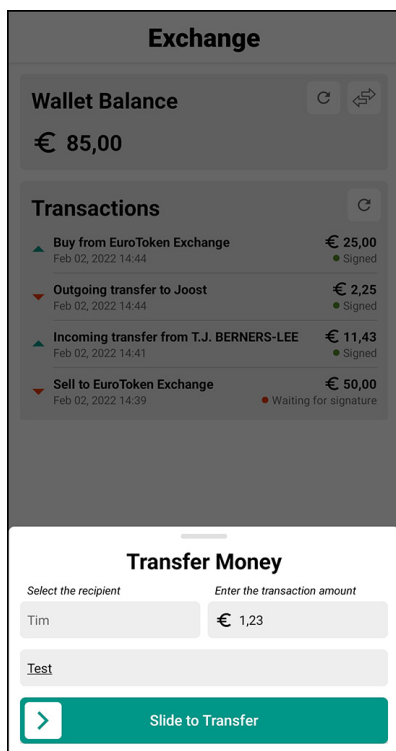 Exchange
Wallet Balance
€ 85,00
Transactions
Buy from EuroToken Exchange € 25,00
Feb 02, 2022 14:44 Signed
Outgoing transfer to Joost € 2,25
Feb 02, 2022 14:44 Signed
Incoming transfer from T.J. BERNERS-LEE € 11,43
Feb 02, 2022 14:41 Signed
Sell to EuroToken Exchange € 50,00
Feb 02, 2022 14:39 Waiting for signature
Transfer Money
Select the recipient Enter the transaction amount
Tim € 1,23
Test
Slide to Transfer